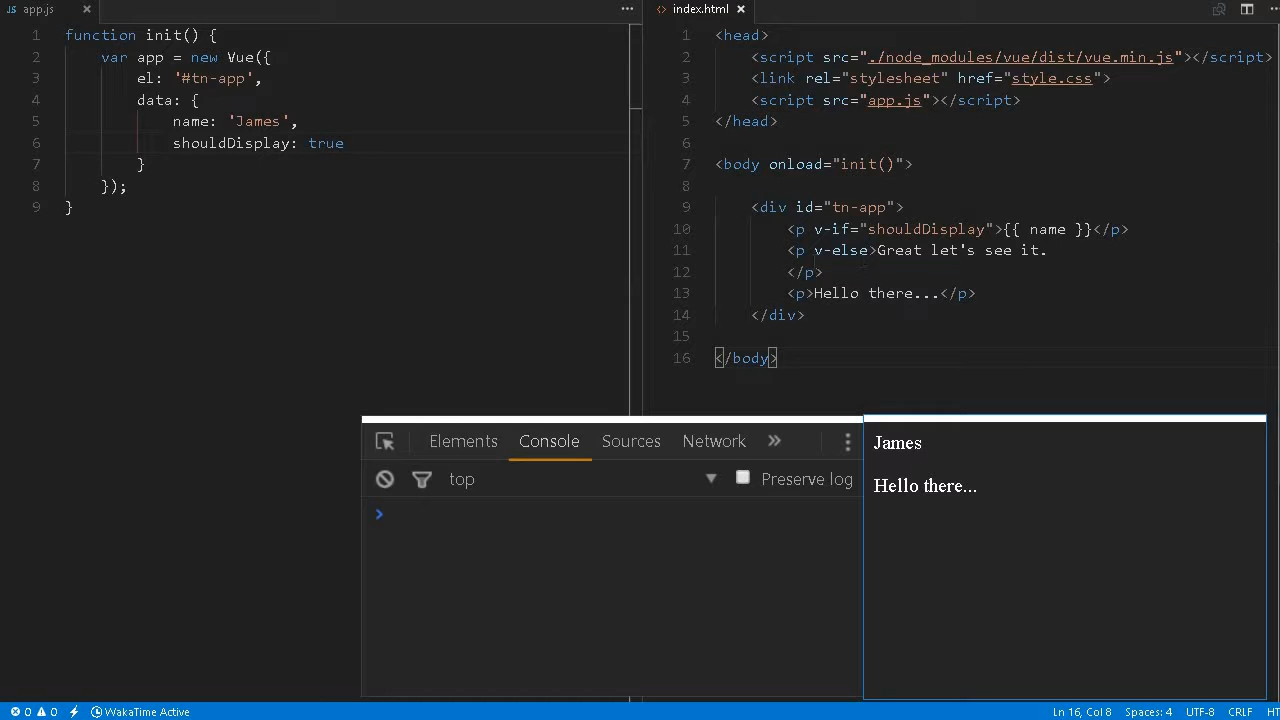 app.js
1 function init() {
2 var app = new Vue({
3 el: '#tn-app',
4 data: {
5 name: 'James',
6 shouldDisplay: true
7 }
8 });
9 }
index.html
1 <head>
2 <script src="./node_modules/vue/dist/vue.min.js"></script>
3 <link rel="stylesheet" href="style.css">
4 <script src="app.js"></script>
5 </head>
6
7 <body onload="init()">
8
9 <div id="tn-app">
10 <p v-if="shouldDisplay">{{ name }}</p>
11 <p v-else>Great let's see it.
12 </p>
13 <p>Hello there...</p>
14 </div>
15
16 </body>
Elements Console Sources Network »
top Preserve log
James
Hello there...
0 0 WakaTime Active Ln 16, Col 8 Spaces: 4 UTF-8 CRLF HT